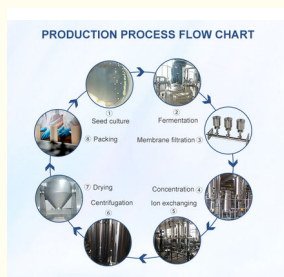 PRODUCTION PROCESS FLOW CHART
① Seed culture
② Fermentation
Membrane filtration ③
Concentration ④
Ion exchanging ⑤
Centrifugation ⑥
⑦ Drying
⑧ Packing